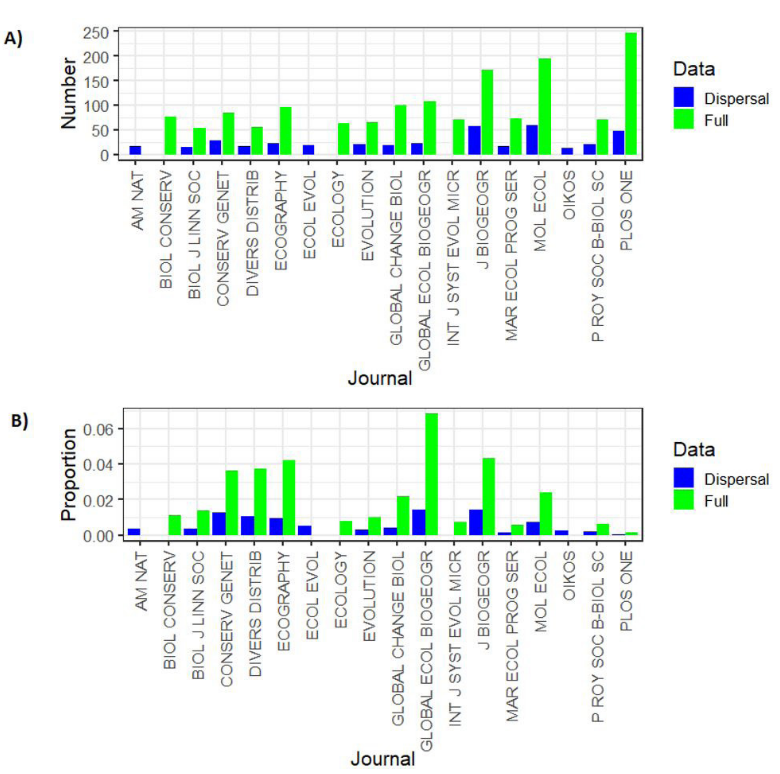 A)
Number
250
200
150
100
50
0
AM NAT
BIOL CONSERV
BIOL J LINN SOC
CONSERV GENET
DIVERS DISTRIB
ECOGRAPHY
ECOL EVOL
ECOLOGY
EVOLUTION
GLOBAL CHANGE BIOL
GLOBAL ECOL BIOGEOGR
INT J SYST EVOL MICR
J BIOGEOGR
MAR ECOL PROG SER
MOL ECOL
OIKOS
P ROY SOC B-BIOL SC
PLOS ONE
Journal
Data
Dispersal
Full
B)
Proportion
0.06
0.04
0.02
0.00
AM NAT
BIOL CONSERV
BIOL J LINN SOC
CONSERV GENET
DIVERS DISTRIB
ECOGRAPHY
ECOL EVOL
ECOLOGY
EVOLUTION
GLOBAL CHANGE BIOL
GLOBAL ECOL BIOGEOGR
INT J SYST EVOL MICR
J BIOGEOGR
MAR ECOL PROG SER
MOL ECOL
OIKOS
P ROY SOC B-BIOL SC
PLOS ONE
Journal
Data
Dispersal
Full